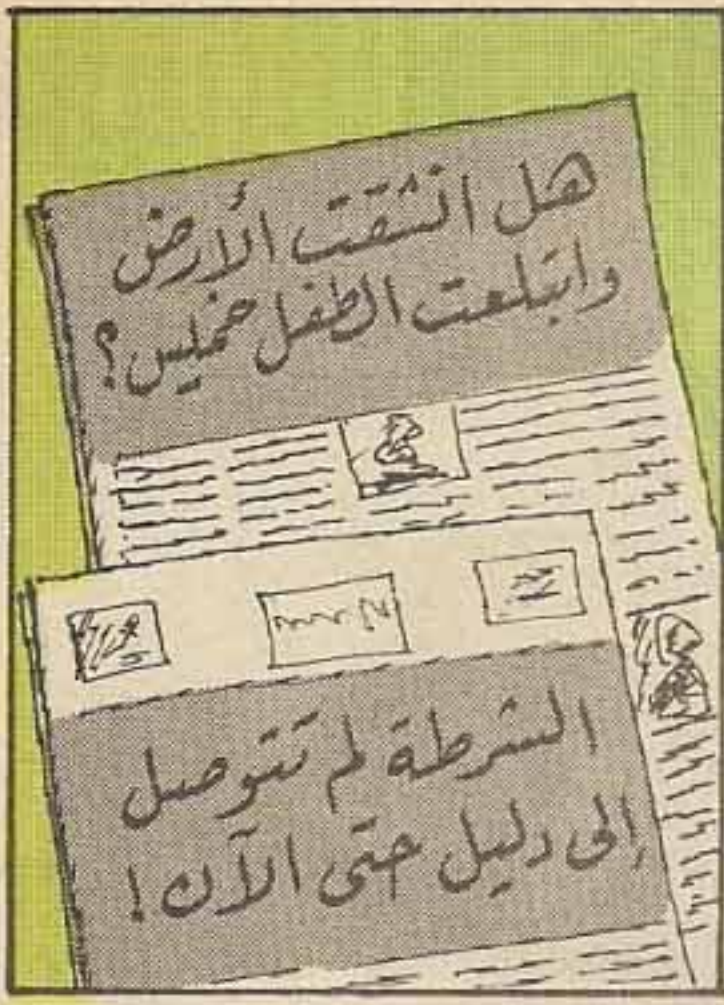 هل انشقت الأرض
وابتلعت الطفل خميس؟
الشرطة لم تتوصل
إلى دليل حتى الآن!